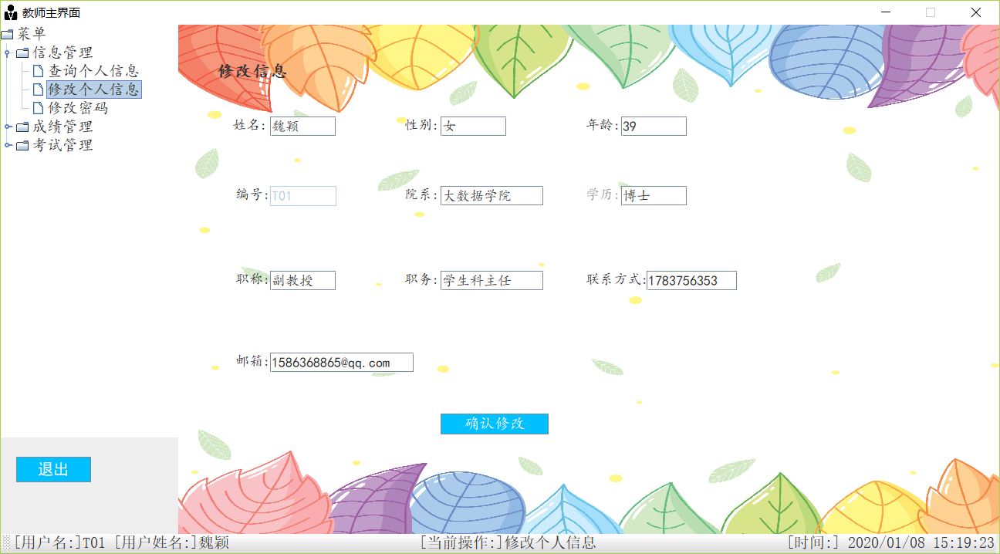 教师主界面
菜单
信息管理
查询个人信息
修改个人信息
修改密码
成绩管理
考试管理
修改信息
姓名: 魏颖 性别: 女 年龄: 39
编号: T01 院系: 大数据学院 学历: 博士
职称: 副教授 职务: 学生科主任 联系方式: 1783756353
邮箱: 1586368865@qq.com
确认修改
退出
[用户名:]T01 [用户姓名:]魏颖 [当前操作:]修改个人信息 [时间:] 2020/01/08 15:19:23